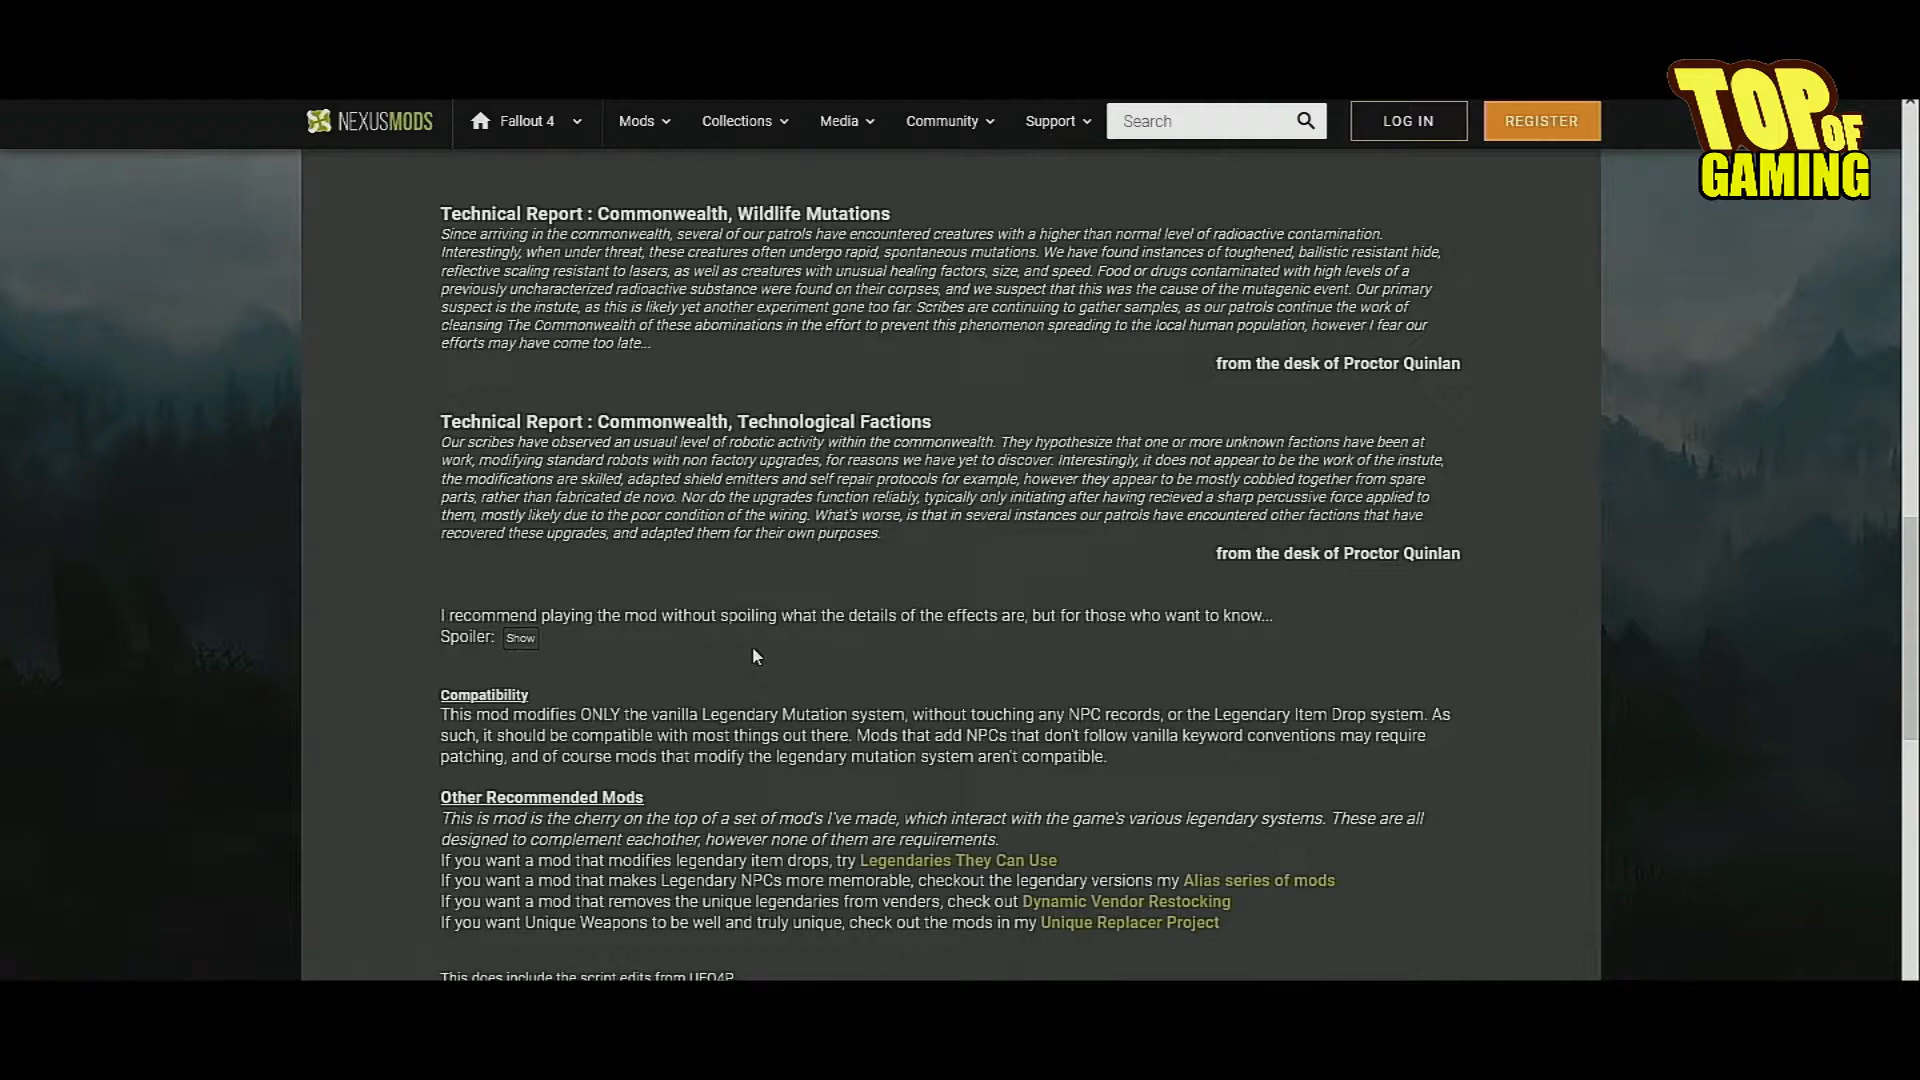 NEXUSMODS Fallout 4 Mods Collections Media Community Support Search LOG IN REGISTER
TOP OF GAMING
Technical Report : Commonwealth, Wildlife Mutations
Since arriving in the commonwealth, several of our patrols have encountered creatures with a higher than normal level of radioactive contamination.
Interestingly, when under threat, these creatures often undergo rapid, spontaneous mutations. We have found instances of toughened, ballistic resistant hide,
reflective scaling resistant to lasers, as well as creatures with unusual healing factors, size, and speed. Food or drugs contaminated with high levels of a
previously uncharacterized radioactive substance were found on their corpses, and we suspect that this was the cause of the mutagenic event. Our primary
suspect is the instute, as this is likely yet another experiment gone too far. Scribes are continuing to gather samples, as our patrols continue the work of
cleansing The Commonwealth of these abominations in the effort to prevent this phenomenon spreading to the local human population, however I fear our
efforts may have come too late...
from the desk of Proctor Quinlan
Technical Report : Commonwealth, Technological Factions
Our scribes have observed an usuaul level of robotic activity within the commonwealth. They hypothesize that one or more unknown factions have been at
work, modifying standard robots with non factory upgrades, for reasons we have yet to discover. Interestingly, it does not appear to be the work of the instute,
the modifications are skilled, adapted shield emitters and self repair protocols for example, however they appear to be mostly cobbled together from spare
parts, rather than fabricated de novo. Nor do the upgrades function reliably, typically only initiating after having recieved a sharp percussive force applied to
them, mostly likely due to the poor condition of the wiring. What's worse, is that in several instances our patrols have encountered other factions that have
recovered these upgrades, and adapted them for their own purposes.
from the desk of Proctor Quinlan
I recommend playing the mod without spoiling what the details of the effects are, but for those who want to know...
Spoiler: Show
Compatibility
This mod modifies ONLY the vanilla Legendary Mutation system, without touching any NPC records, or the Legendary Item Drop system. As
such, it should be compatible with most things out there. Mods that add NPCs that don't follow vanilla keyword conventions may require
patching, and of course mods that modify the legendary mutation system aren't compatible.
Other Recommended Mods
This is mod is the cherry on the top of a set of mod's I've made, which interact with the game's various legendary systems. These are all
designed to complement eachother, however none of them are requirements.
If you want a mod that modifies legendary item drops, try Legendaries They Can Use
If you want a mod that makes Legendary NPCs more memorable, checkout the legendary versions my Alias series of mods
If you want a mod that removes the unique legendaries from venders, check out Dynamic Vendor Restocking
If you want Unique Weapons to be well and truly unique, check out the mods in my Unique Replacer Project
This does include the script edits from UFO4P